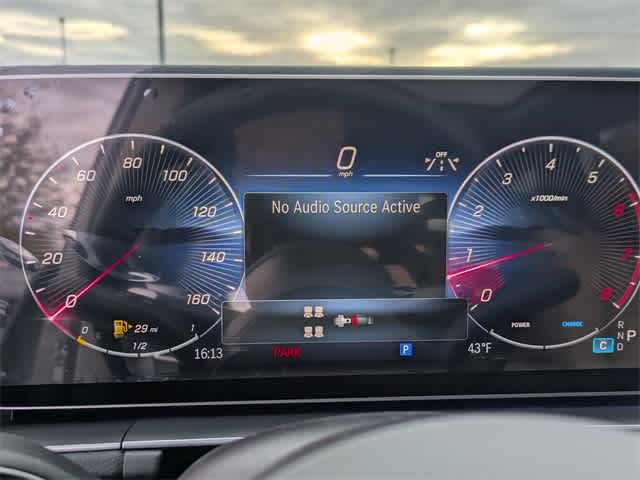 0
mph
OFF
No Audio Source Active
mph
0
20
40
60
80
100
120
140
160
0
29 mi
1/2
1
16:13
PARK
P
43°F
x1000/min
0
1
2
3
4
5
6
7
8
POWER
CHARGE
C
R
N
D
P